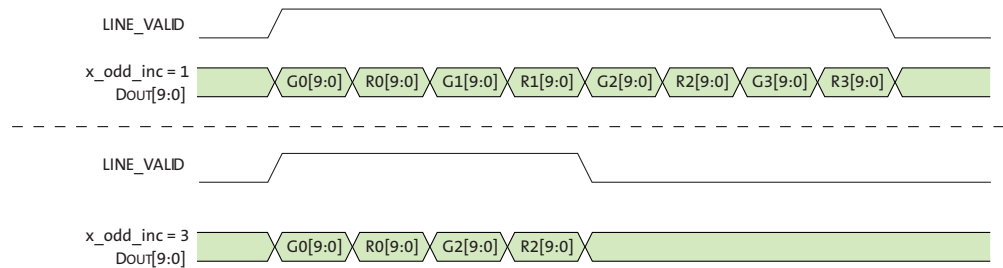 LINE_VALID
x_odd_inc = 1
DOUT[9:0]
G0[9:0] R0[9:0] G1[9:0] R1[9:0] G2[9:0] R2[9:0] G3[9:0] R3[9:0]
LINE_VALID
x_odd_inc = 3
DOUT[9:0]
G0[9:0] R0[9:0] G2[9:0] R2[9:0]